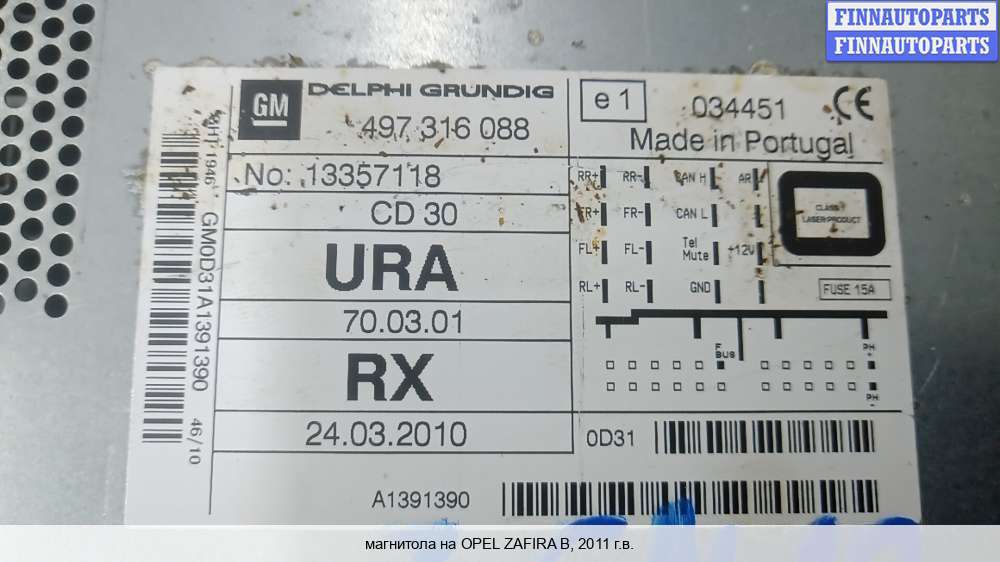 FINNAUTOPARTS
FINNAUTOPARTS
GM
DELPHI GRUNDIG
497 316 088
e 1
034451
CE
Made in Portugal
No: 13357118
CD 30
URA
70.03.01
RX
24.03.2010
RR+ RR- CAN H AR
FR+ FR- CAN L
FL+ FL- Tel Mute +12V
RL+ RL- GND
CLASS 1
LASER PRODUCT
FUSE 15A
F BUS
PH +
PH -
0D31
A1391390
1946
GM0D31A1391390
46/10
магнитола на OPEL ZAFIRA B, 2011 г.в.